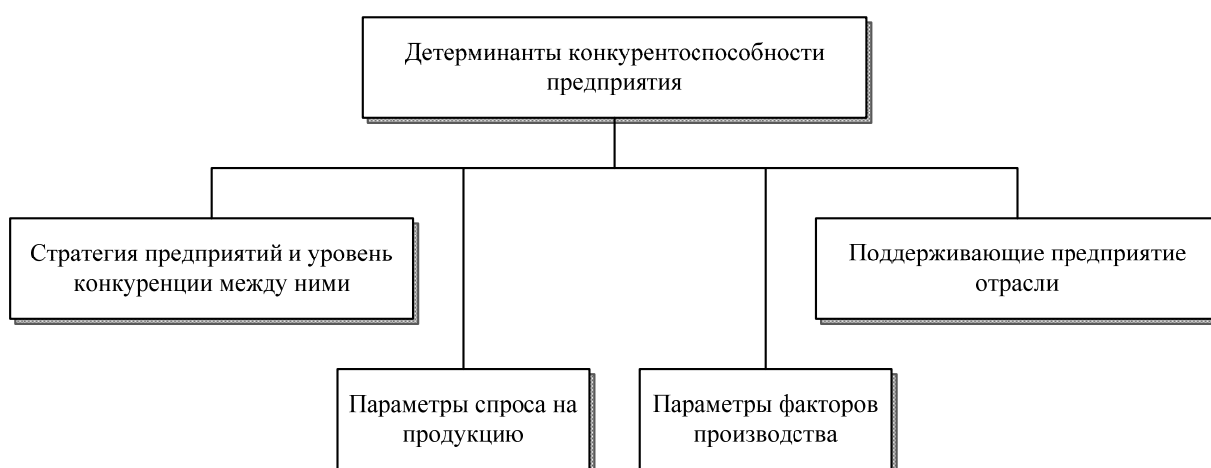 Детерминанты конкурентоспособности
предприятия
Стратегия предприятий и уровень
конкуренции между ними
Поддерживающие предприятие
отрасли
Параметры спроса на
продукцию
Параметры факторов
производства